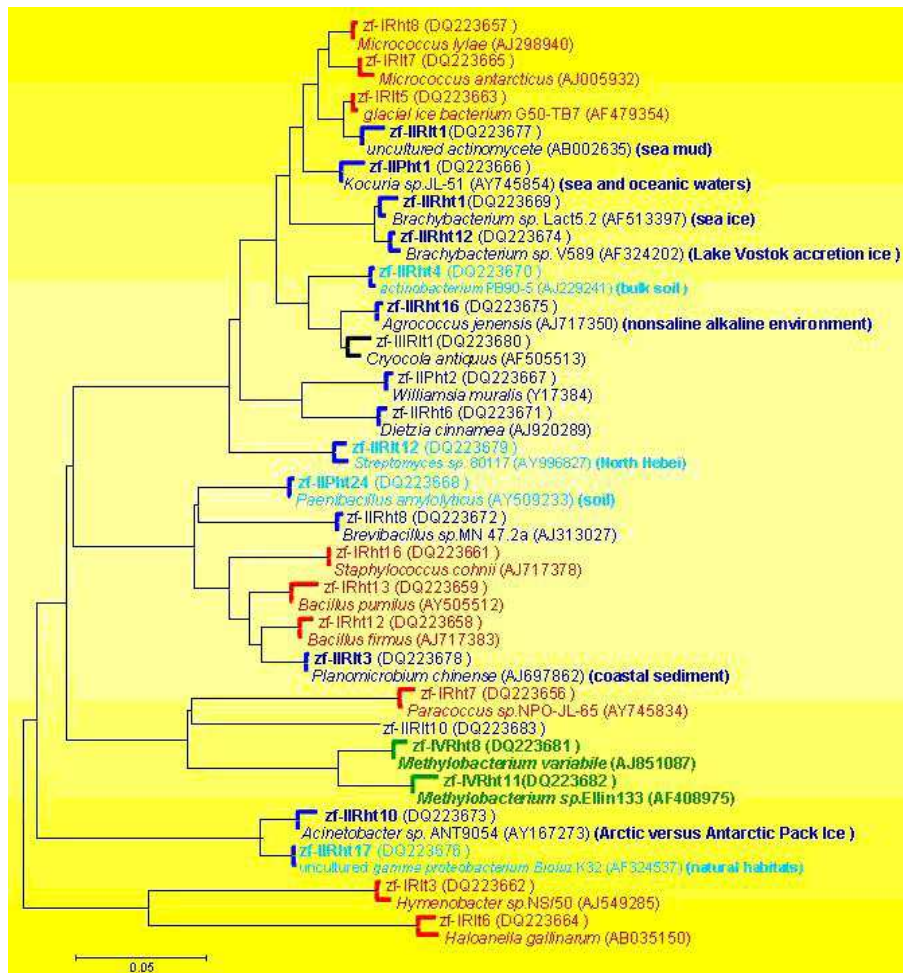 zf-IRht8 (DQ223657)
Micrococcus lylae (AJ298940)
zf-IRlt7 (DQ223665)
Micrococcus antarcticus (AJ005932)
zf-IRlt5 (DQ223663)
glacial ice bacterium G50-TB7 (AF479354)
zf-IIRlt1 (DQ223677)
uncultured actinomycete (AB002635) (sea mud)
zf-IIPht1 (DQ223666)
Kocuria sp.JL-51 (AY745854) (sea and oceanic waters)
zf-IIRht1 (DQ223669)
Brachybacterium sp. Lact5.2 (AF513397) (sea ice)
zf-IIRht12 (DQ223674)
Brachybacterium sp. V589 (AF324202) (Lake Vostok accretion ice )
zf-IIRht4 (DQ223670)
actinobacterium PB90-5 (AJ229241) (bulk soil )
zf-IIRht16 (DQ223675)
Agrococcus jenensis (AJ717350) (nonsaline alkaline environment)
zf-IIIRlt1(DQ223680)
Cryocola antiquus (AF505513)
zf-IIPht2 (DQ223667)
Williamsia muralis (Y17384)
zf-IIRht6 (DQ223671)
Dietzia cinnamea (AJ920289)
zf-IIRlt12 (DQ223679)
Streptomyces sp. 80117 (AY996827) (North Hebei)
zf-IIPht24 (DQ223668)
Paenibacillus amylolyticus (AY509233) (soil)
zf-IIRht8 (DQ223672)
Brevibacillus sp.MN 47.2a (AJ313027)
zf-IRht16 (DQ223661)
Staphylococcus cohnii (AJ717378)
zf-IRht13 (DQ223659)
Bacillus pumilus (AY505512)
zf-IRht12 (DQ223658)
Bacillus firmus (AJ717383)
zf-IIRlt3 (DQ223678)
Planomicrobium chinense (AJ697862) (coastal sediment)
zf-IRht7 (DQ223656)
Paracoccus sp.NPO-JL-65 (AY745834)
zf-IIRlt10 (DQ223683)
zf-IVRht8 (DQ223681)
Methylobacterium variabile (AJ851087)
zf-IVRht11(DQ223682)
Methylobacterium sp.Ellin133 (AF408975)
zf-IIRht10 (DQ223673)
Acinetobacter sp. ANT9054 (AY167273) (Arctic versus Antarctic Pack Ice )
zf-IIRht17 (DQ223676)
uncultured gamma proteobacterium Bioluz K32 (AF324537) (natural habitats)
zf-IRlt3 (DQ223662)
Hymenobacter sp.NS/50 (AJ549285)
zf-IRlt6 (DQ223664)
Haloanella gallinarum (AB035150)
0.05